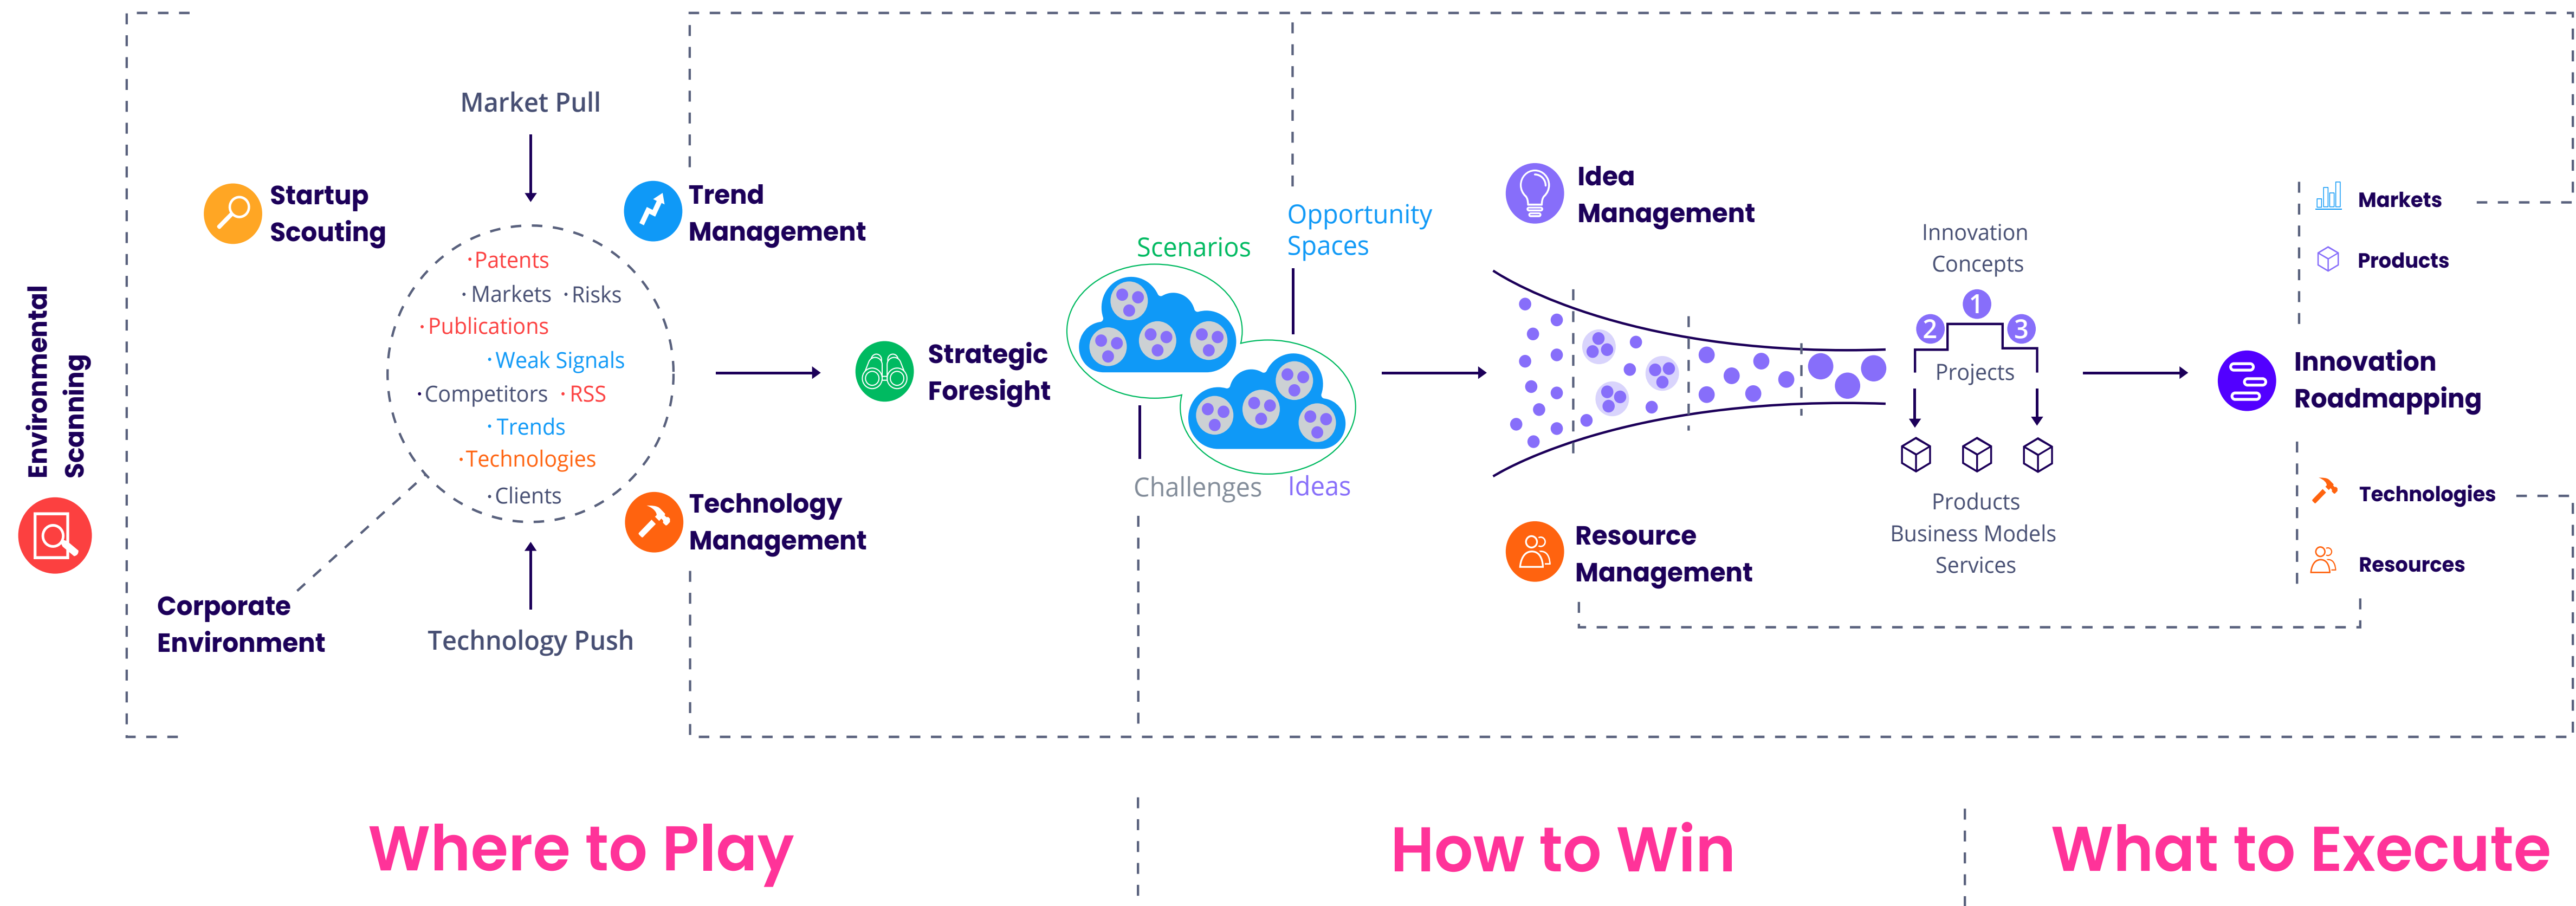 Environmental
Scanning
Startup
Scouting
Market Pull
Trend
Management
·Patents
·Markets ·Risks
·Publications
·Weak Signals
·Competitors ·RSS
·Trends
·Technologies
·Clients
Technology
Management
Corporate
Environment
Technology Push
Strategic
Foresight
Scenarios
Opportunity
Spaces
Challenges
Ideas
Idea
Management
Resource
Management
Innovation
Concepts
1
2
3
Projects
Products
Business Models
Services
Innovation
Roadmapping
Markets
Products
Technologies
Resources
Where to Play
How to Win
What to Execute